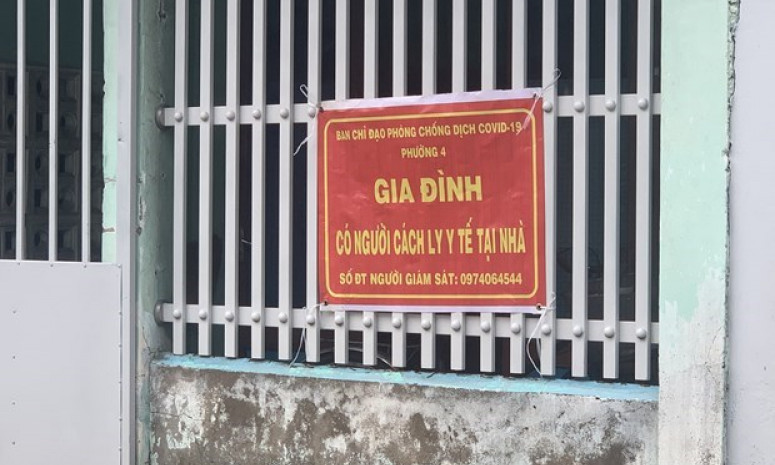 BAN CHỈ ĐẠO PHÒNG CHỐNG DỊCH COVID-19
PHƯỜNG 4
GIA ĐÌNH
CÓ NGƯỜI CÁCH LY Y TẾ TẠI NHÀ
SỐ ĐT NGƯỜI GIÁM SÁT: 0974064544